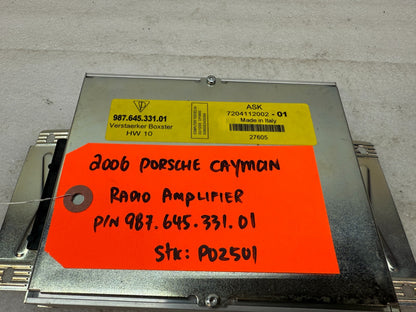 987.645.331.01
Verstaerker Boxster
HW 10
ASK
7204112002 - 01
Made in Italy
27605
2006 PORSCHE CAYMAN
RADIO AMPLIFIER
P/N 987.645.331.01
Stk: P02501